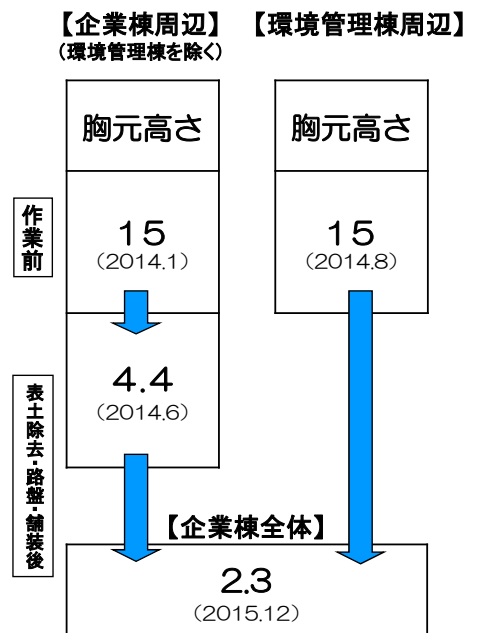 【企業棟周辺】
(環境管理棟を除く)
【環境管理棟周辺】
胸元高さ
胸元高さ
作業前
15
(2014.1)
15
(2014.8)
表土除去・路盤・舗装後
4.4
(2014.6)
【企業棟全体】
2.3
(2015.12)